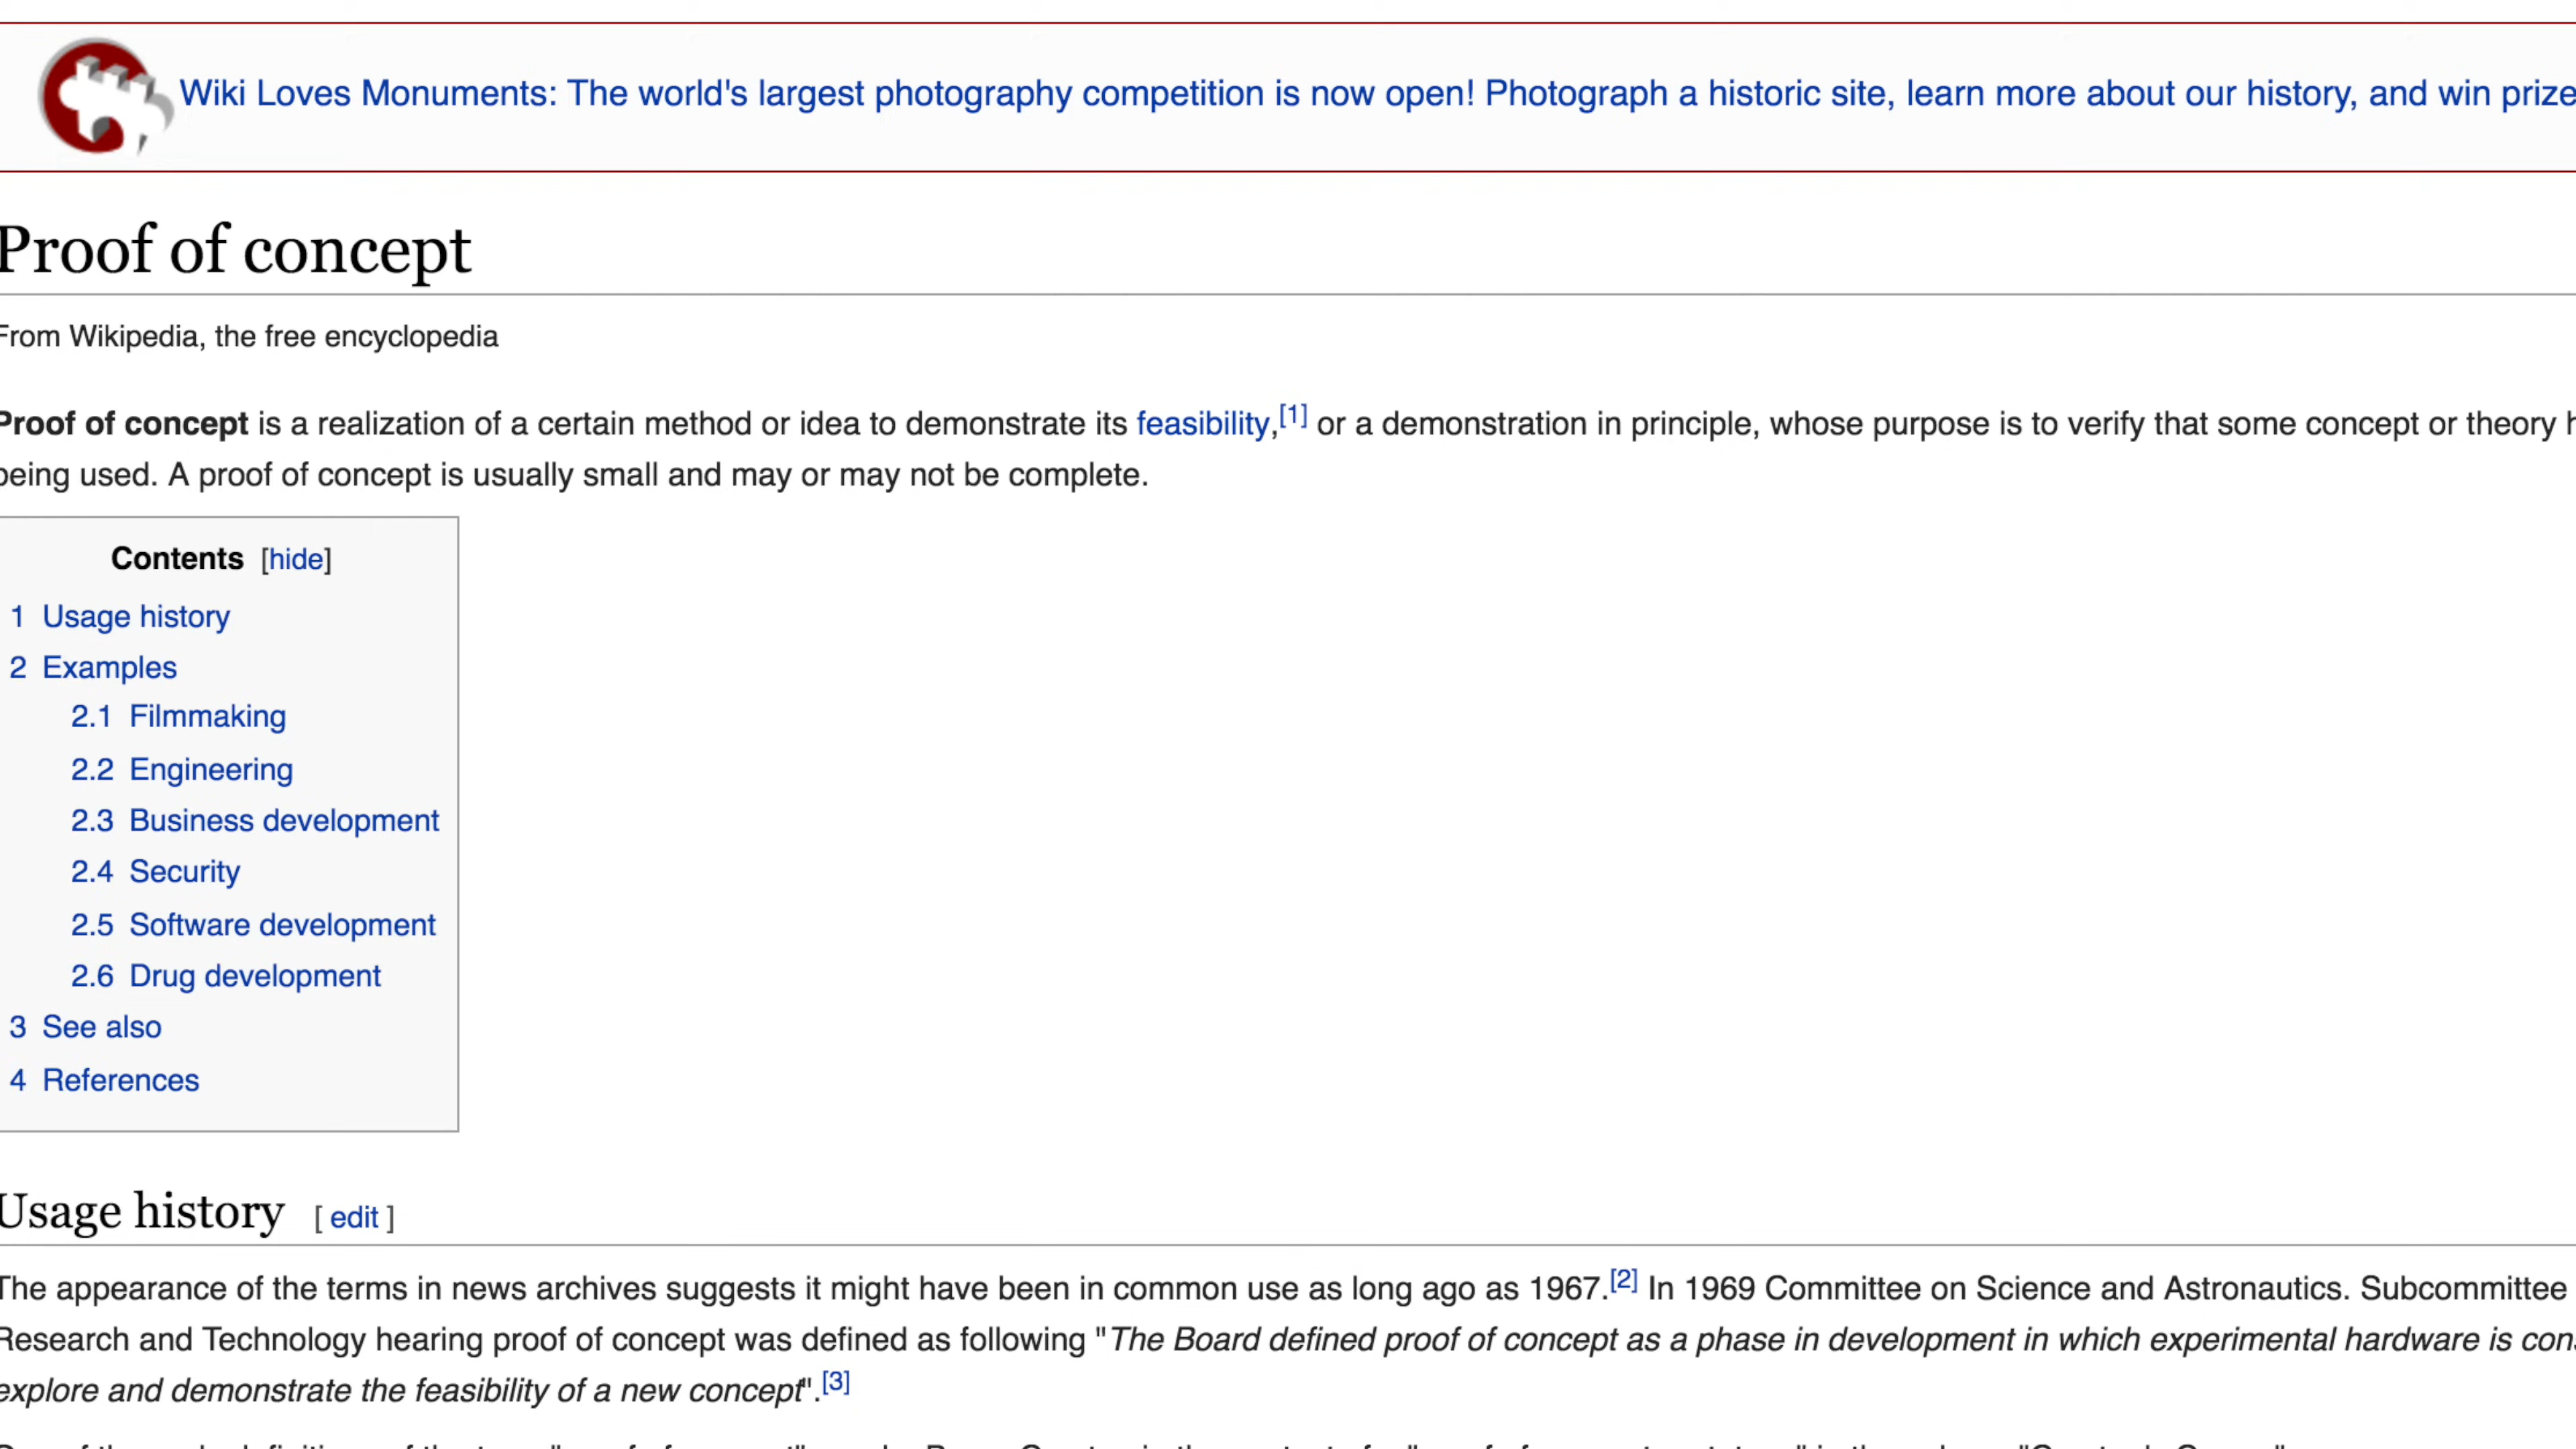 Wiki Loves Monuments: The world's largest photography competition is now open! Photograph a historic site, learn more about our history, and win prize
Proof of concept
From Wikipedia, the free encyclopedia
Proof of concept is a realization of a certain method or idea to demonstrate its feasibility,[1] or a demonstration in principle, whose purpose is to verify that some concept or theory
being used. A proof of concept is usually small and may or may not be complete.
Contents [hide]
1 Usage history
2 Examples
2.1 Filmmaking
2.2 Engineering
2.3 Business development
2.4 Security
2.5 Software development
2.6 Drug development
3 See also
4 References
Usage history [ edit ]
The appearance of the terms in news archives suggests it might have been in common use as long ago as 1967.[2] In 1969 Committee on Science and Astronautics. Subcommittee
Research and Technology hearing proof of concept was defined as following "The Board defined proof of concept as a phase in development in which experimental hardware is con
explore and demonstrate the feasibility of a new concept".[3]